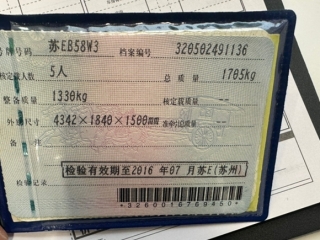 号牌号码 苏EB58W3 档案编号 320502491136
核定载人数 5人 总质量 1705kg
整备质量 1330kg 核定载质量 --
外廓尺寸 4342×1840×1500mm 准牵引总质量 --
备注
检验有效期至2016年07月苏E(苏州)
检验记录